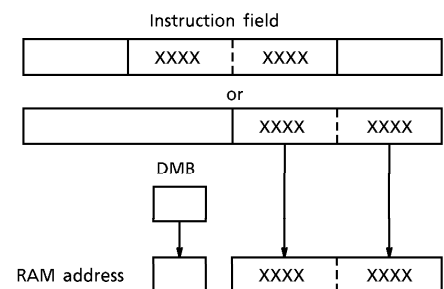 Instruction field
XXXX XXXX
or
XXXX XXXX
DMB
RAM address XXXX XXXX